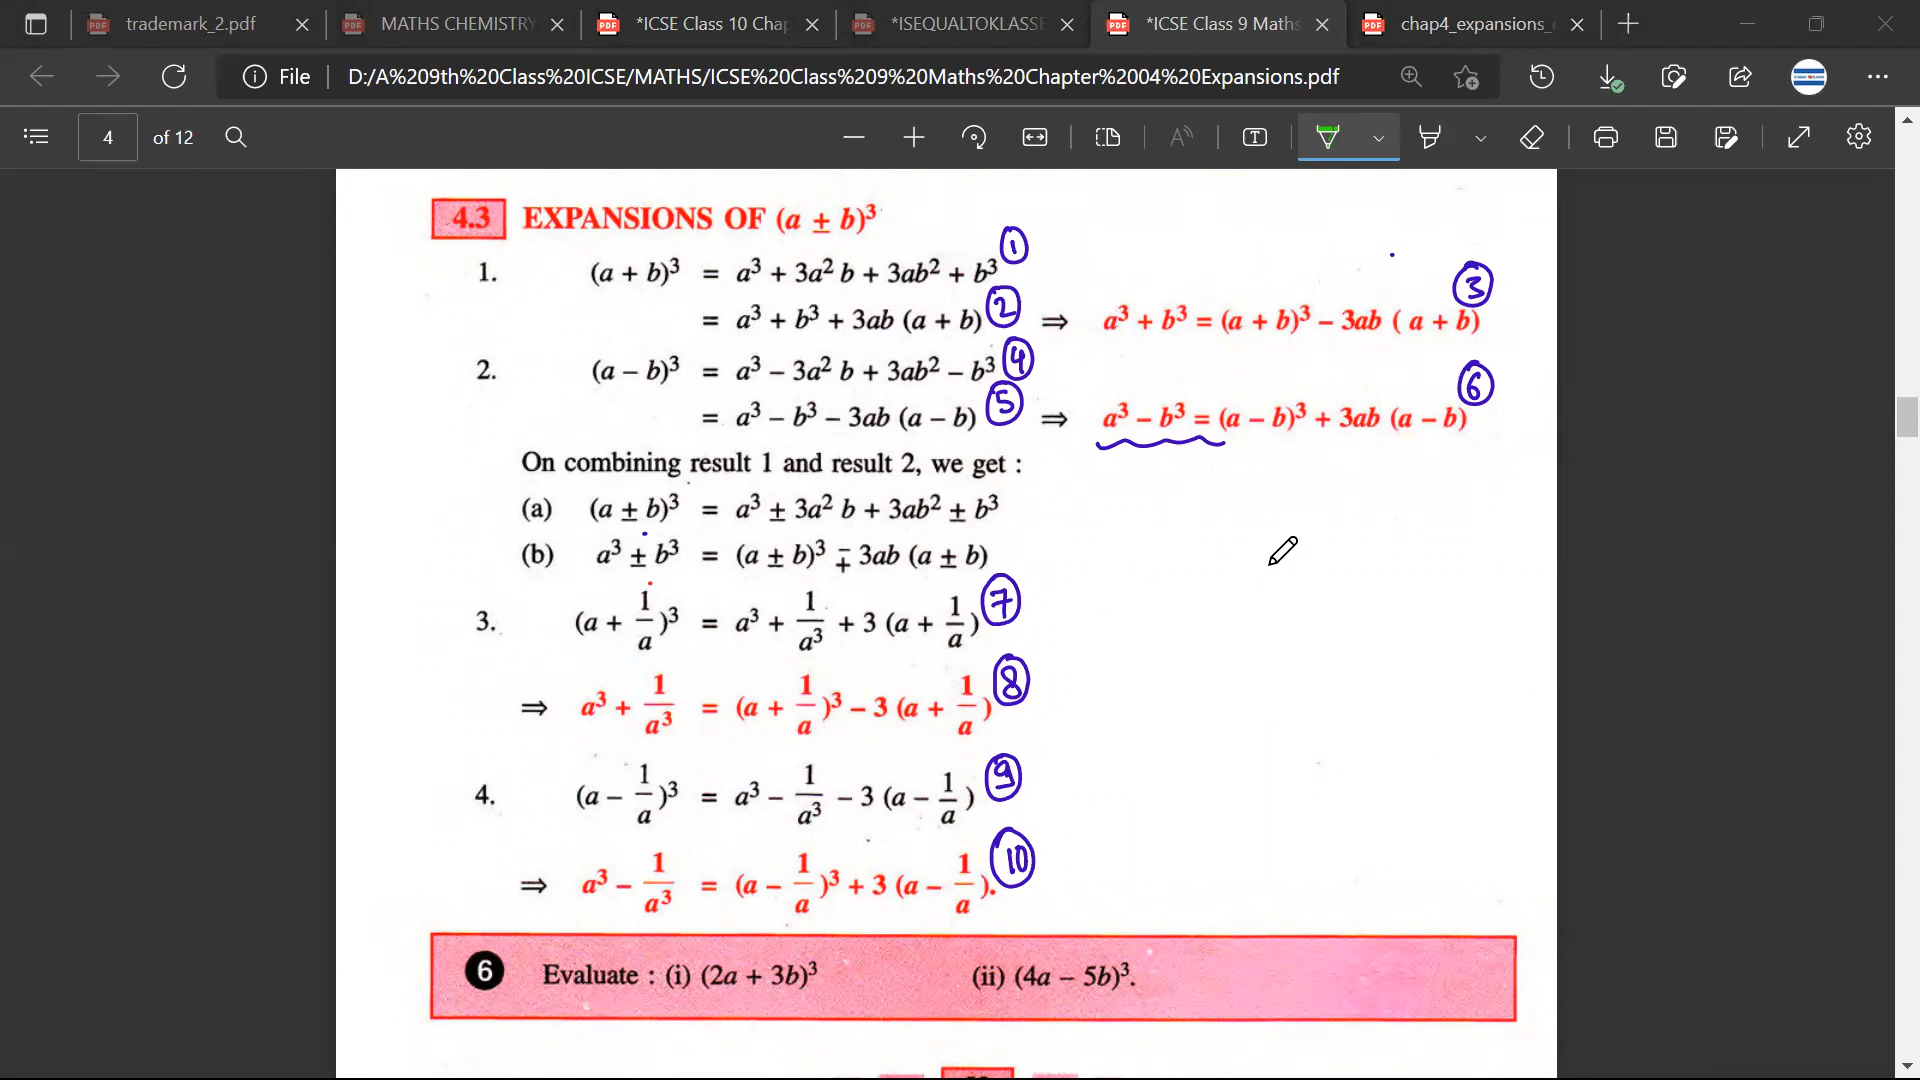 trademark_2.pdf
MATHS CHEMISTRY
*ICSE Class 10 Chap
*ISEQUALTOKLASSE
*ICSE Class 9 Maths
chap4_expansions_
File
D:/A%209th%20Class%20ICSE/MATHS/ICSE%20Class%209%20Maths%20Chapter%2004%20Expansions.pdf
4 of 12
4.3 EXPANSIONS OF (a ± b)³
1. (a + b)³ = a³ + 3a² b + 3ab² + b³ ①
= a³ + b³ + 3ab (a + b) ② ⇒ a³ + b³ = (a + b)³ – 3ab ( a + b) ③
2. (a – b)³ = a³ – 3a² b + 3ab² – b³ ④
= a³ – b³ – 3ab (a – b) ⑤ ⇒ a³ – b³ = (a – b)³ + 3ab (a – b) ⑥
On combining result 1 and result 2, we get :
(a) (a ± b)³ = a³ ± 3a² b + 3ab² ± b³
(b) a³ ± b³ = (a ± b)³ ∓ 3ab (a ± b)
3. (a + 1/a)³ = a³ + 1/a³ + 3 (a + 1/a) ⑦
⇒ a³ + 1/a³ = (a + 1/a)³ – 3 (a + 1/a) ⑧
4. (a – 1/a)³ = a³ – 1/a³ – 3 (a – 1/a) ⑨
⇒ a³ – 1/a³ = (a – 1/a)³ + 3 (a – 1/a). ⑩
6 Evaluate : (i) (2a + 3b)³ (ii) (4a – 5b)³.